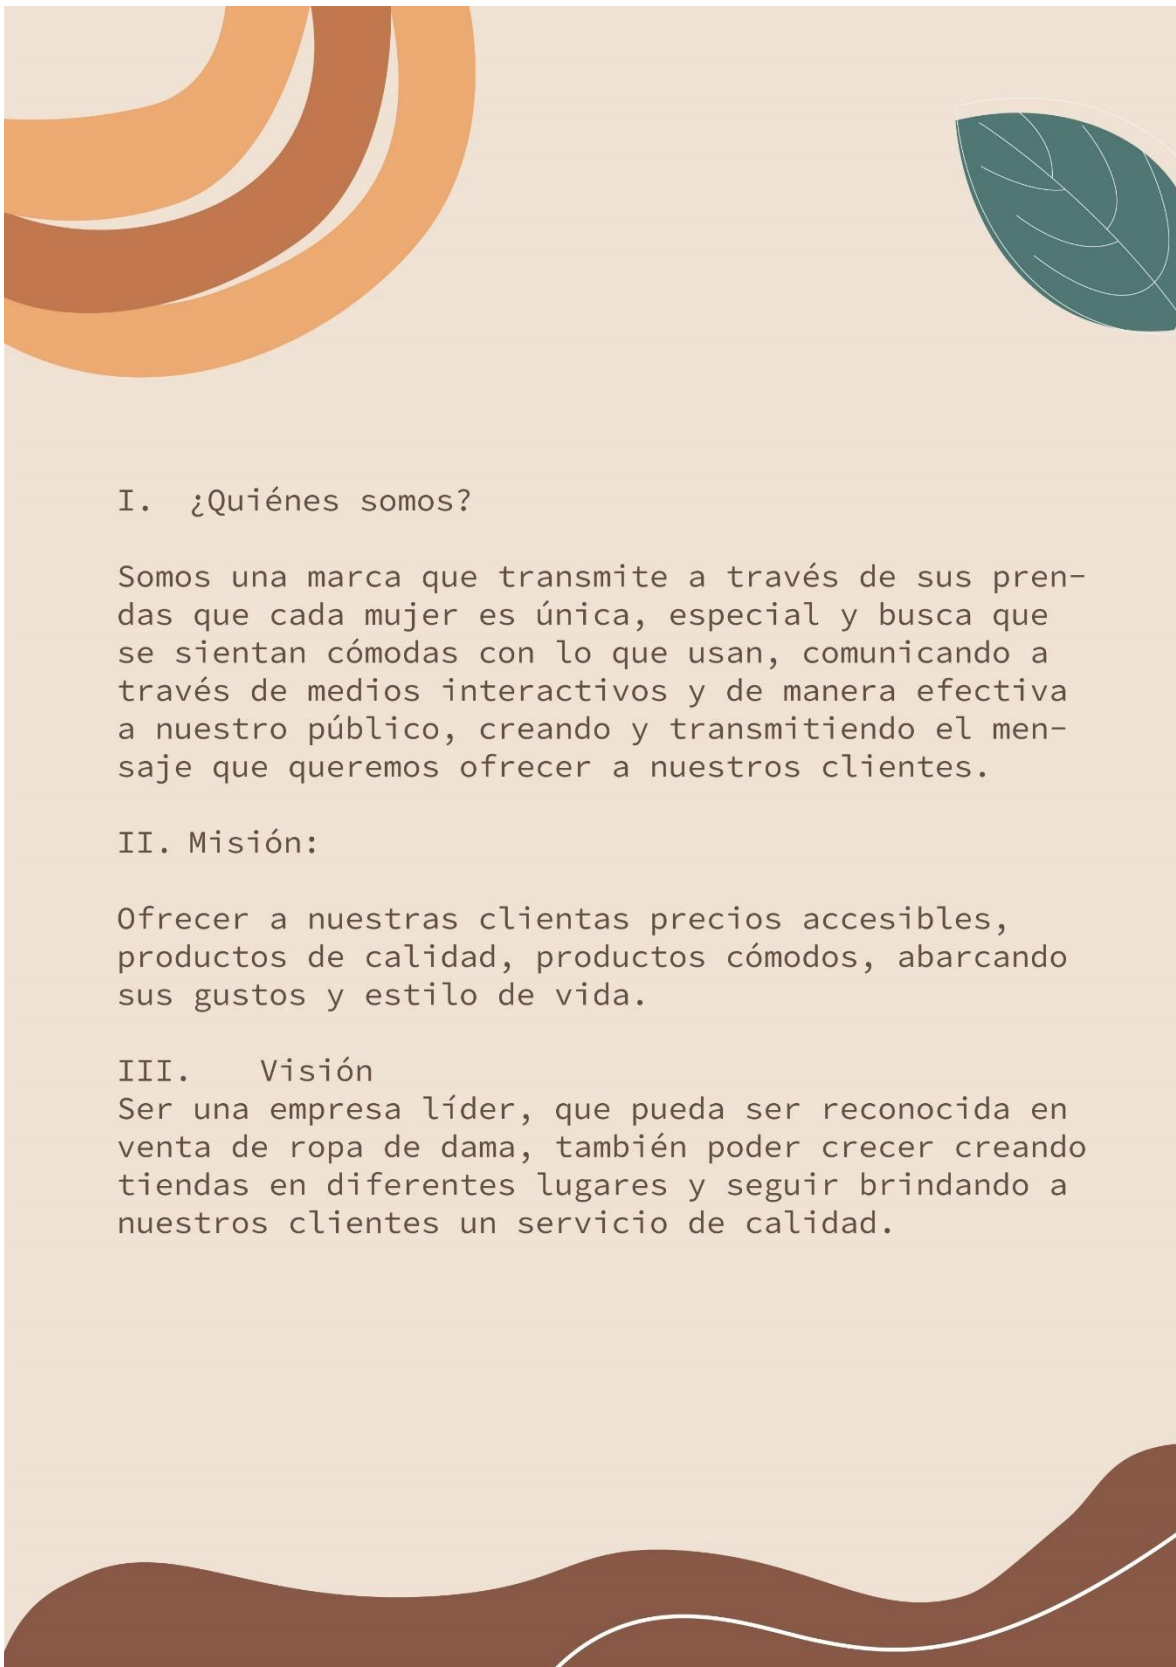 I. ¿Quiénes somos?
Somos una marca que transmite a través de sus pren-
das que cada mujer es única, especial y busca que
se sientan cómodas con lo que usan, comunicando a
través de medios interactivos y de manera efectiva
a nuestro público, creando y transmitiendo el men-
saje que queremos ofrecer a nuestros clientes.
II. Misión:
Ofrecer a nuestras clientas precios accesibles,
productos de calidad, productos cómodos, abarcando
sus gustos y estilo de vida.
III. Visión
Ser una empresa líder, que pueda ser reconocida en
venta de ropa de dama, también poder crecer creando
tiendas en diferentes lugares y seguir brindando a
nuestros clientes un servicio de calidad.